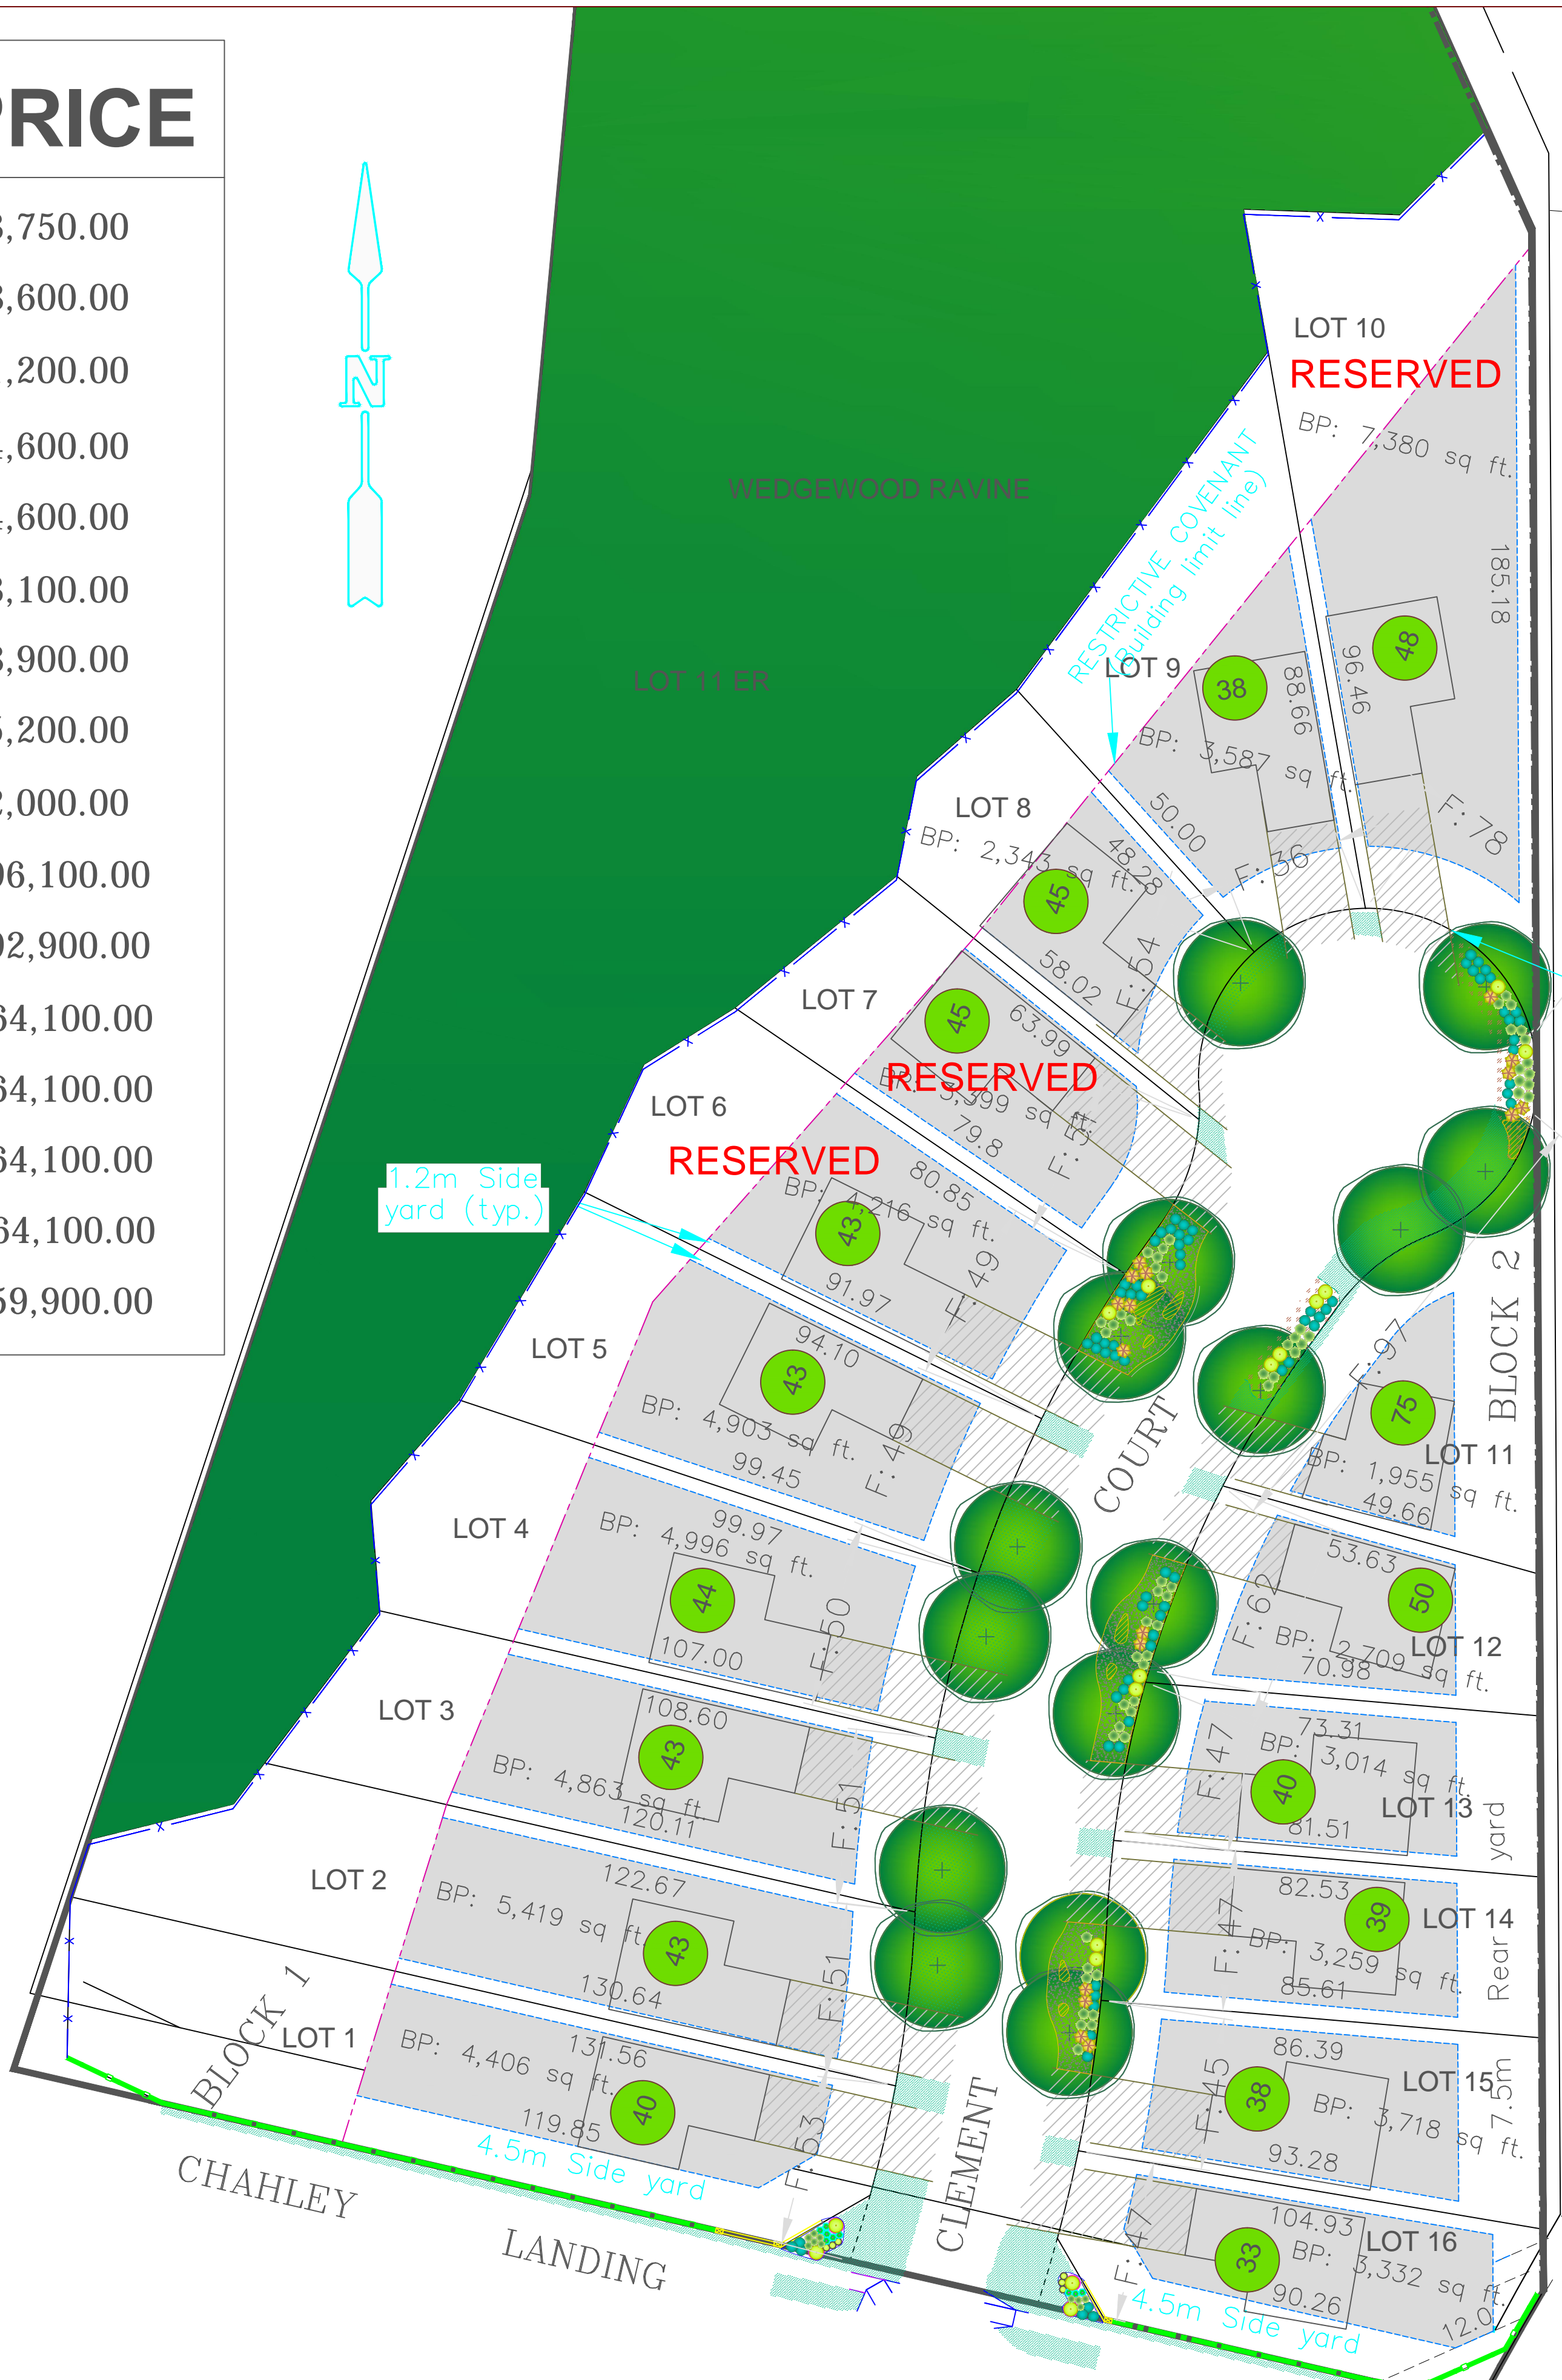 PRICE
,750.00
,600.00
,200.00
,600.00
,600.00
,100.00
,900.00
,200.00
,000.00
06,100.00
02,900.00
64,100.00
64,100.00
64,100.00
64,100.00
59,900.00
N
WEDGEWOOD RAVINE
LOT 11 ER
LOT 10
RESERVED
BP: 7,380 sq ft.
185.18
48
96.46
F: 78
RESTRICTIVE COVENANT
(Building limit line)
LOT 9
38
88.66
BP: 3,587 sq ft.
50.00
F: 36
LOT 8
BP: 2,343 sq ft.
48.28
45
58.02
F: 54
LOT 7
45
63.99
RESERVED
BP: 3,399 sq ft.
79.8
LOT 6
RESERVED
80.85
BP: 4,216 sq ft.
43
91.97
F: 49
1.2m Side
yard (typ.)
LOT 5
94.10
43
BP: 4,903 sq ft.
99.45
F: 49
LOT 4
99.97
BP: 4,996 sq ft.
44
107.00
F: 50
LOT 3
108.60
43
BP: 4,863 sq ft.
120.11
F: 51
LOT 2
122.67
BP: 5,419 sq ft.
43
130.64
F: 51
BLOCK 1
LOT 1
131.56
BP: 4,406 sq ft.
40
119.85
F: 53
4.5m Side yard
CHAHLEY
LANDING
CLEMENT
COURT
BLOCK 2
F: 97
75
LOT 11
BP: 1,955 sq ft.
49.66
53.63
50
F: 62
LOT 12
BP: 2,709 sq ft.
70.98
73.31
F: 47
BP: 3,014 sq ft.
40
LOT 13
81.51
82.53
39
LOT 14
F: 47
BP: 3,259 sq ft.
85.61
7.5m Rear yard
86.39
LOT 15
F: 45
38
BP: 3,718 sq ft.
93.28
104.93
LOT 16
F: 47
33
BP: 3,332 sq ft.
90.26
12.0
4.5m Side yard